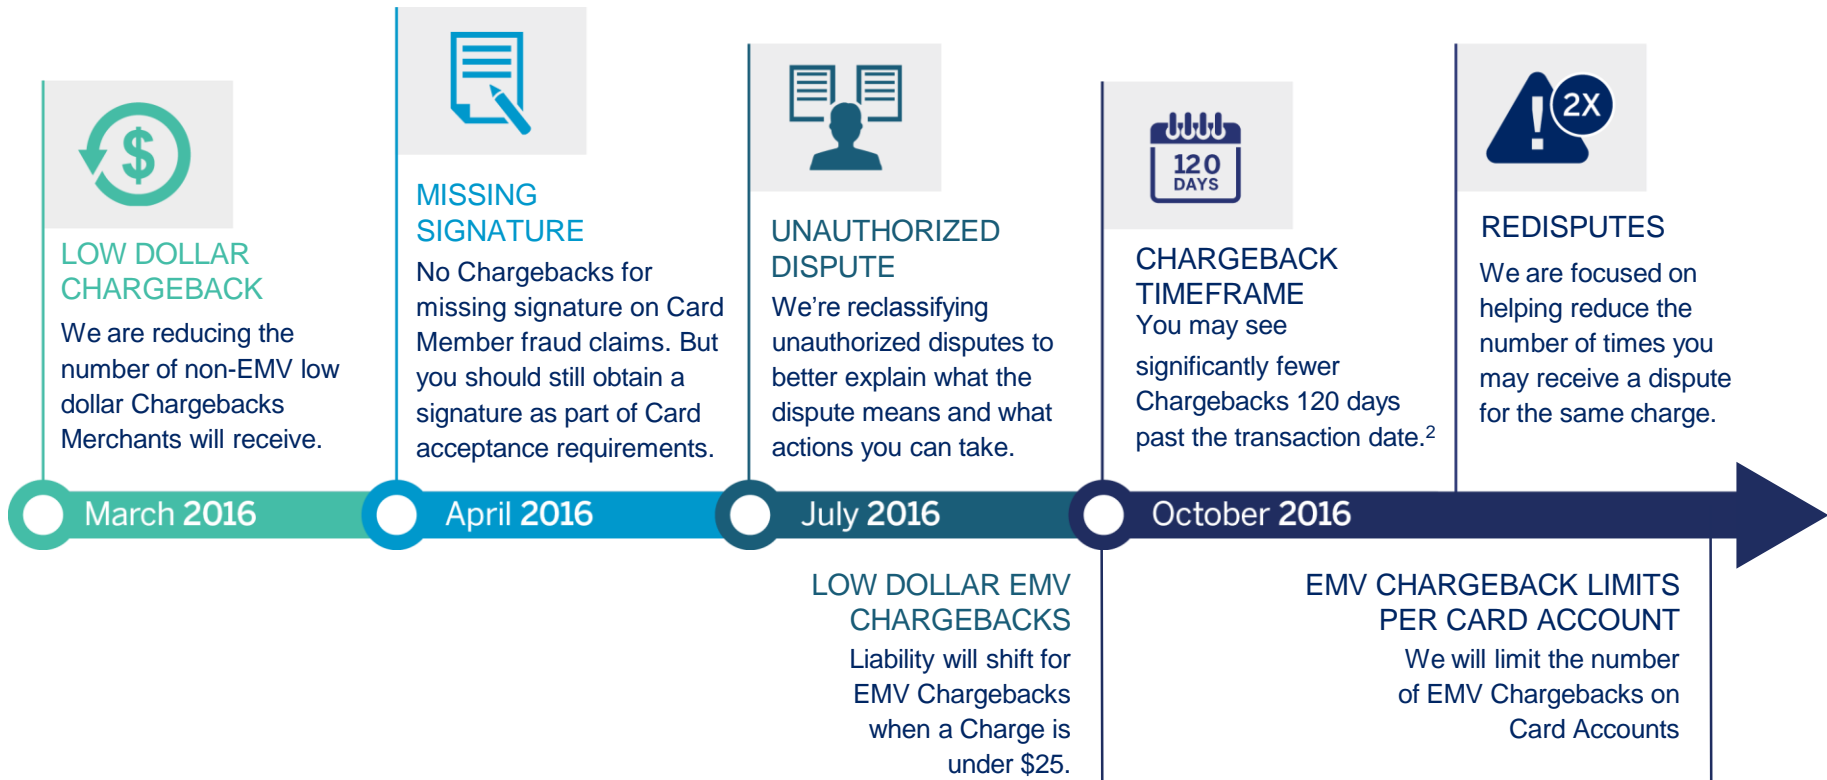 $
LOW DOLLAR
CHARGEBACK
We are reducing the
number of non-EMV low
dollar Chargebacks
Merchants will receive.
MISSING
SIGNATURE
No Chargebacks for
missing signature on Card
Member fraud claims. But
you should still obtain a
signature as part of Card
acceptance requirements.
UNAUTHORIZED
DISPUTE
We’re reclassifying
unauthorized disputes to
better explain what the
dispute means and what
actions you can take.
120
DAYS
CHARGEBACK
TIMEFRAME
You may see
significantly fewer
Chargebacks 120 days
past the transaction date.²
!
2X
REDISPUTES
We are focused on
helping reduce the
number of times you
may receive a dispute
for the same charge.
March 2016
April 2016
July 2016
October 2016
LOW DOLLAR EMV
CHARGEBACKS
Liability will shift for
EMV Chargebacks
when a Charge is
under $25.
EMV CHARGEBACK LIMITS
PER CARD ACCOUNT
We will limit the number
of EMV Chargebacks on
Card Accounts